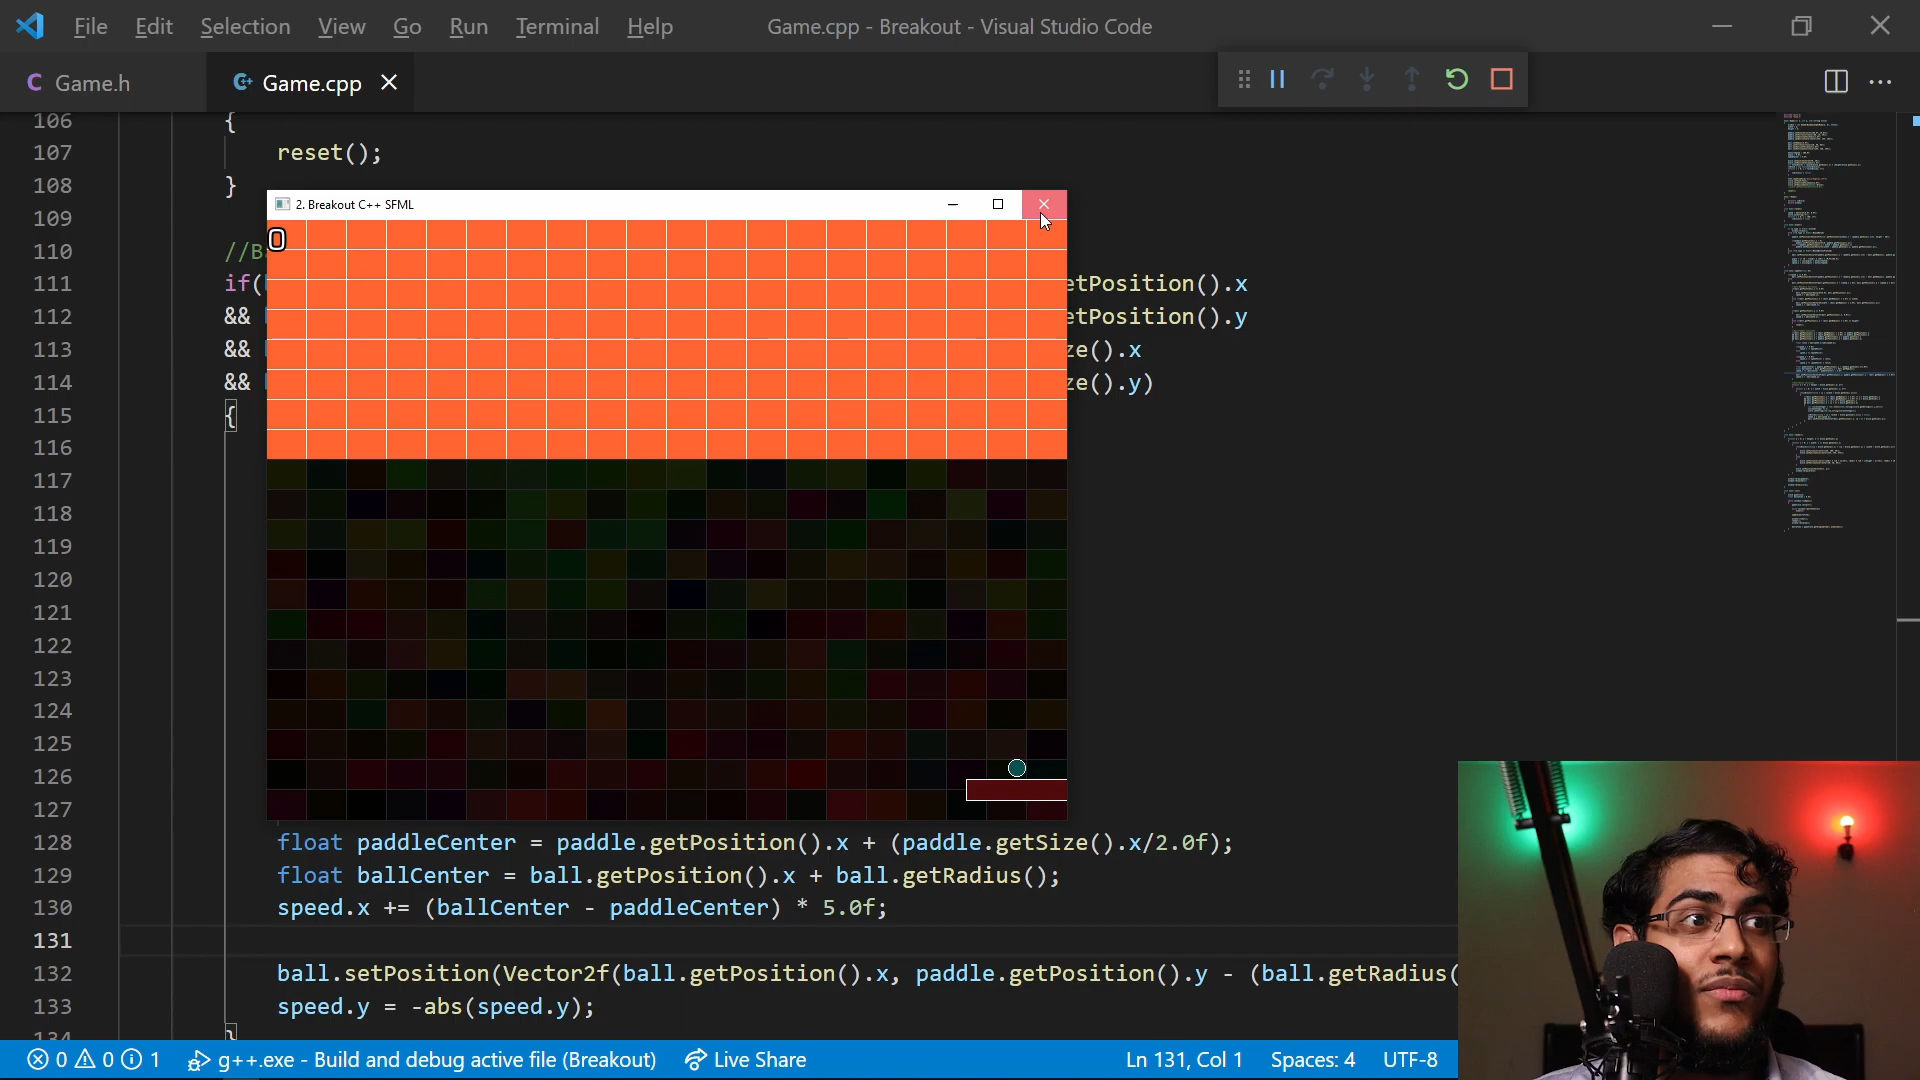 File Edit Selection View Go Run Terminal Help Game.cpp - Breakout - Visual Studio Code
Game.h Game.cpp
106 {
107 reset();
108 }
109
110 //B
111 if( etPosition().x
112 && etPosition().y
113 && ze().x
114 && ze().y)
115 {
116
117
118
119
120
121
122
123
124
125
126
127
128 float paddleCenter = paddle.getPosition().x + (paddle.getSize().x/2.0f);
129 float ballCenter = ball.getPosition().x + ball.getRadius();
130 speed.x += (ballCenter - paddleCenter) * 5.0f;
131
132 ball.setPosition(Vector2f(ball.getPosition().x, paddle.getPosition().y - (ball.getRadius(
133 speed.y = -abs(speed.y);
134 }
2. Breakout C++ SFML
0
0 0 1 g++.exe - Build and debug active file (Breakout) Live Share Ln 131, Col 1 Spaces: 4 UTF-8